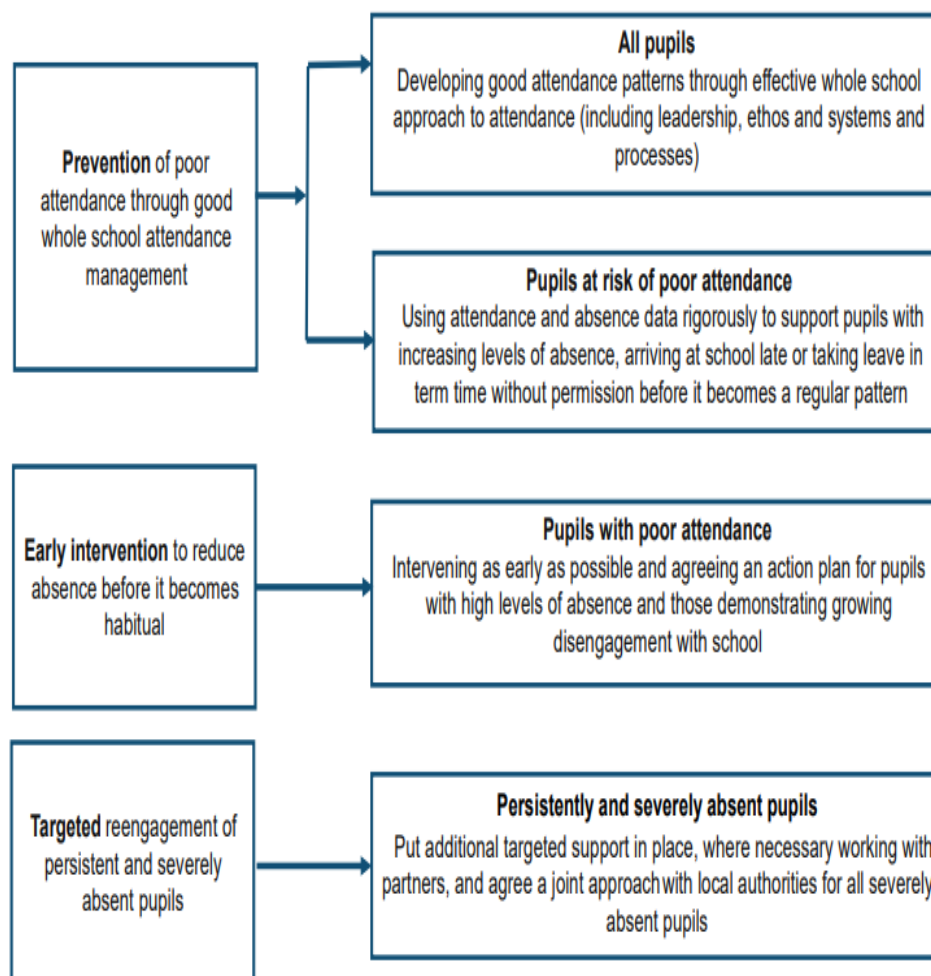 Prevention of poor
attendance through good
whole school attendance
management
All pupils
Developing good attendance patterns through effective whole school
approach to attendance (including leadership, ethos and systems and
processes)
Pupils at risk of poor attendance
Using attendance and absence data rigorously to support pupils with
increasing levels of absence, arriving at school late or taking leave in
term time without permission before it becomes a regular pattern
Early intervention to reduce
absence before it becomes
habitual
Pupils with poor attendance
Intervening as early as possible and agreeing an action plan for pupils
with high levels of absence and those demonstrating growing
disengagement with school
Targeted reengagement of
persistent and severely
absent pupils
Persistently and severely absent pupils
Put additional targeted support in place, where necessary working with
partners, and agree a joint approach with local authorities for all severely
absent pupils